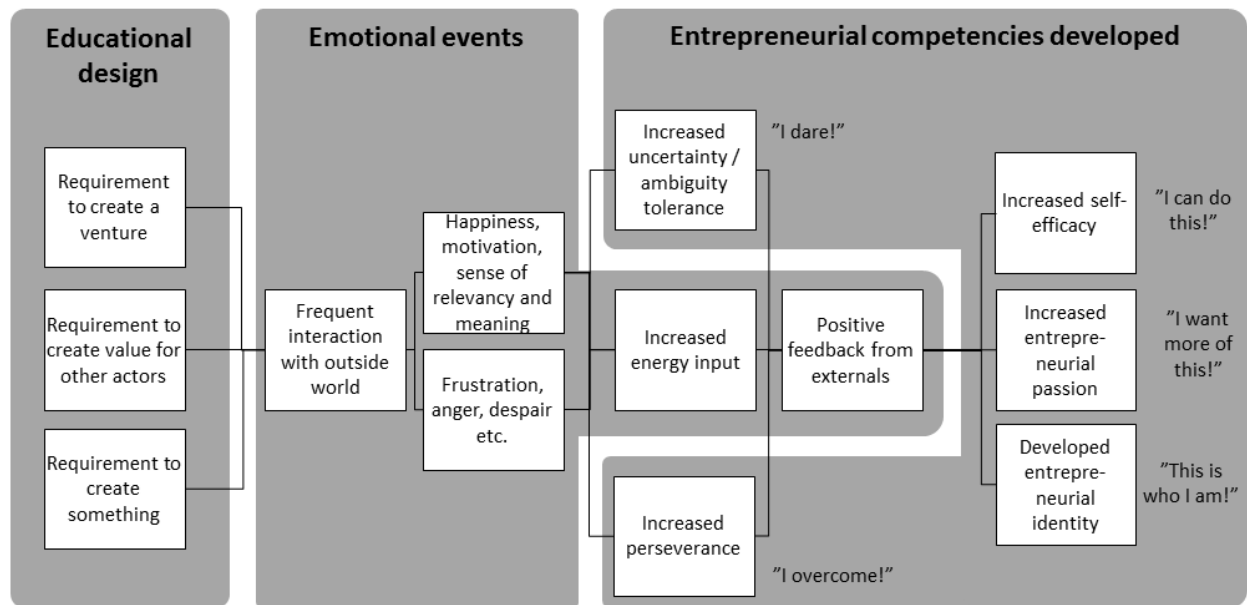 Educational
design
Emotional events
Entrepreneurial competencies developed
Requirement
to create a
venture
Requirement to
create value for
other actors
Requirement to
create
something
Frequent
interaction
with outside
world
Happiness,
motivation,
sense of
relevancy and
meaning
Frustration,
anger, despair
etc.
Increased
uncertainty /
ambiguity
tolerance
”I dare!”
Increased
energy input
Increased
perseverance
”I overcome!”
Positive
feedback from
externals
Increased self-
efficacy
”I can do
this!”
Increased
entrepre-
neurial
passion
”I want
more of
this!”
Developed
entrepre-
neurial
identity
”This is
who I am!”